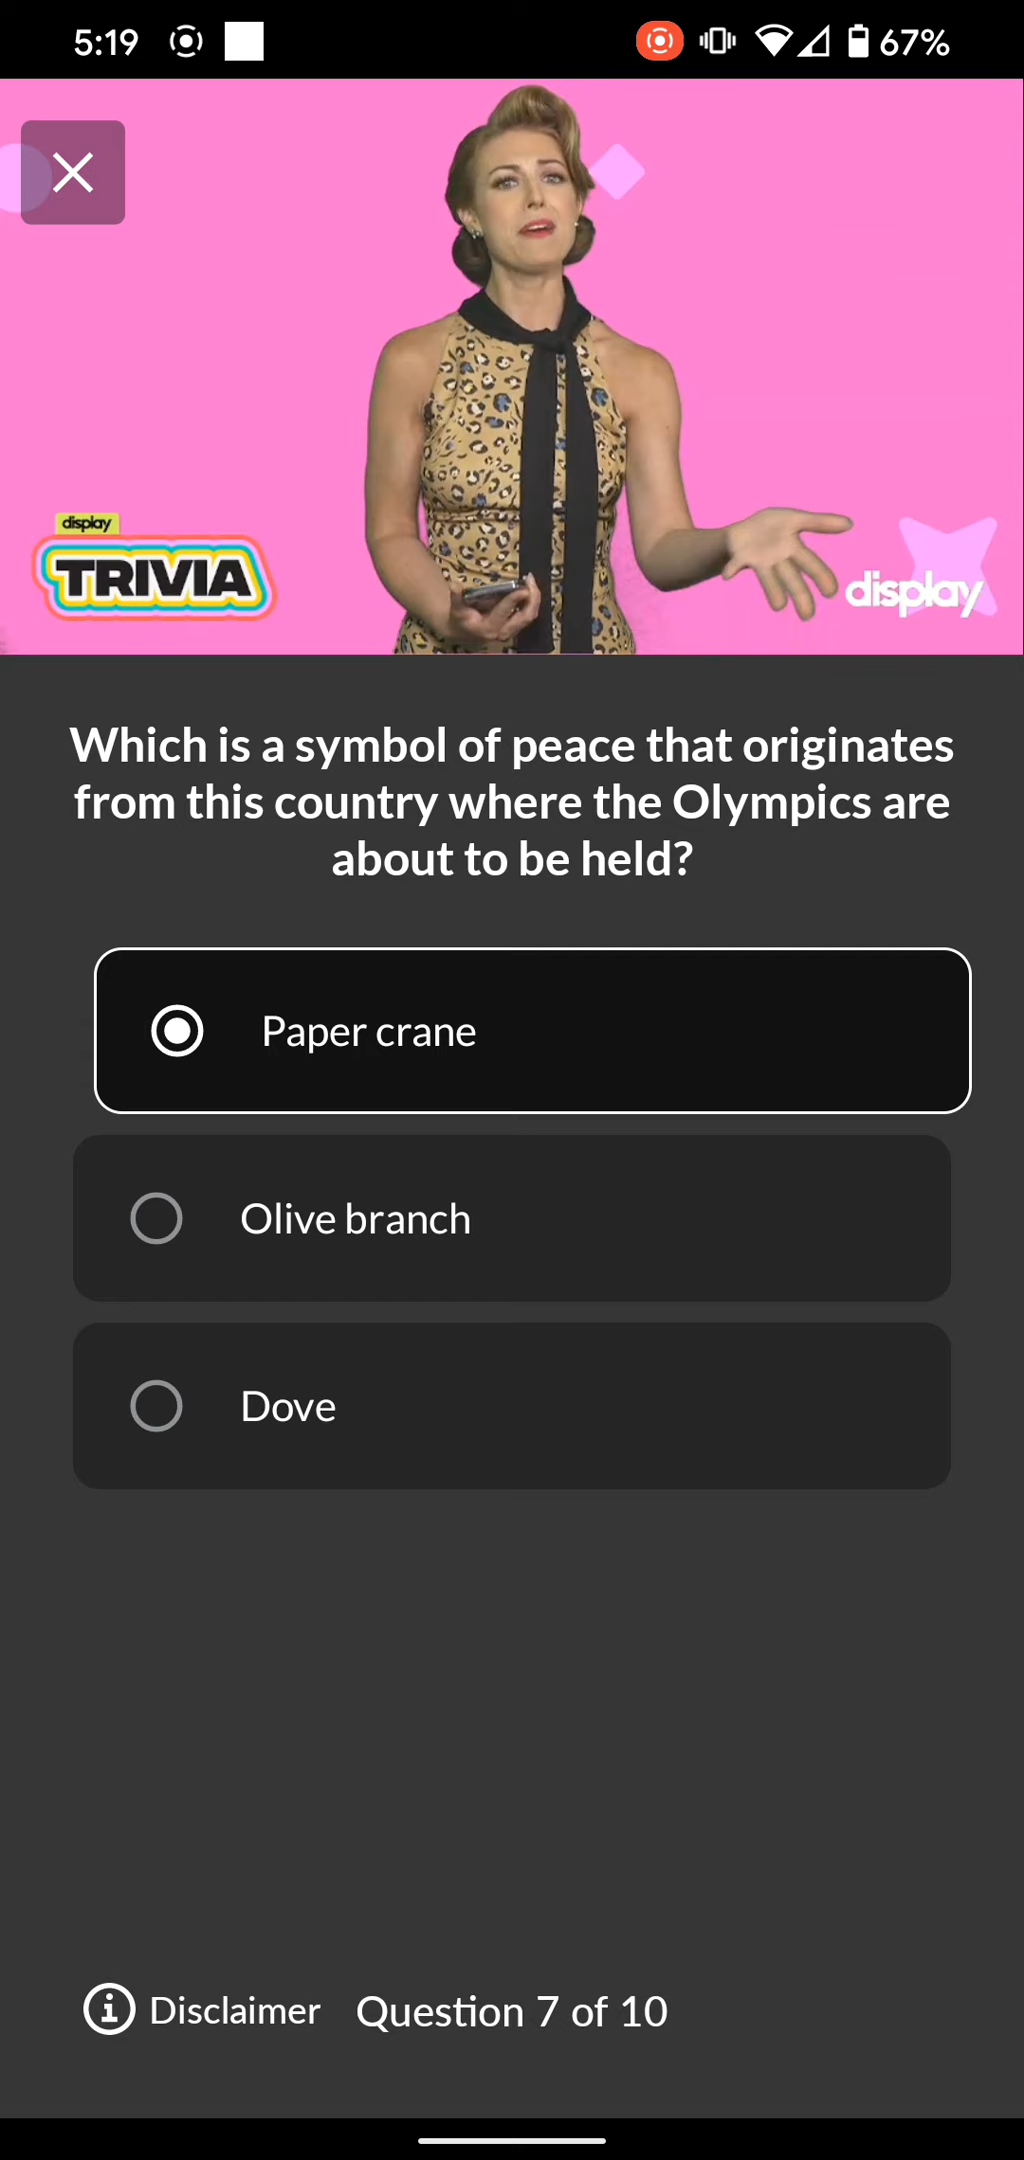 5:19
67%
display
TRIVIA
display
Which is a symbol of peace that originates
from this country where the Olympics are
about to be held?
Paper crane
Olive branch
Dove
Disclaimer Question 7 of 10